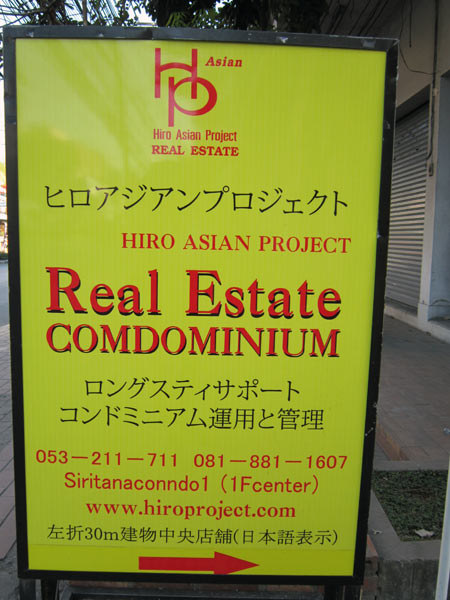 Asian
Hp
Hiro Asian Project
REAL ESTATE
ヒロアジアンプロジェクト
HIRO ASIAN PROJECT
Real Estate
COMDOMINIUM
ロングスティサポート
コンドミニアム運用と管理
053－211－711 081－881－1607
Siritanaconndo1 (1Fcenter)
www.hiroproject.com
左折30m建物中央店舗(日本語表示)